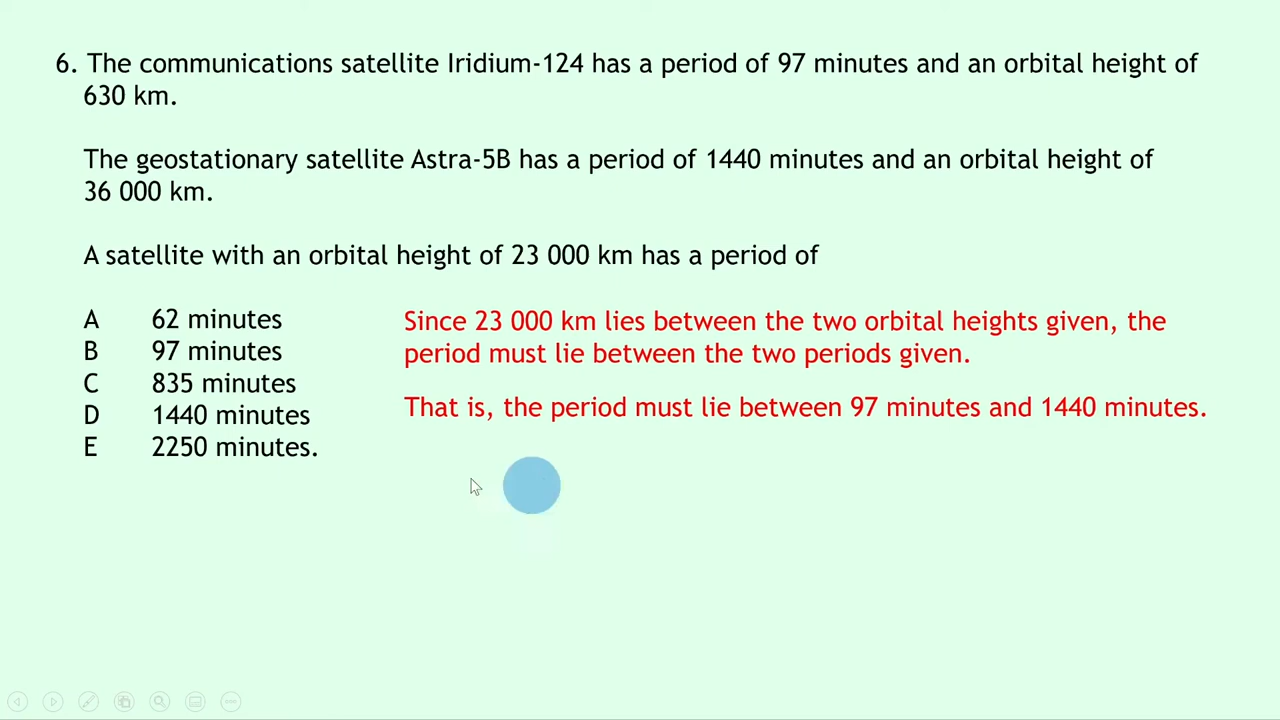 6. The communications satellite Iridium-124 has a period of 97 minutes and an orbital height of
630 km.
The geostationary satellite Astra-5B has a period of 1440 minutes and an orbital height of
36 000 km.
A satellite with an orbital height of 23 000 km has a period of
A 62 minutes
B 97 minutes
C 835 minutes
D 1440 minutes
E 2250 minutes.
Since 23 000 km lies between the two orbital heights given, the
period must lie between the two periods given.
That is, the period must lie between 97 minutes and 1440 minutes.